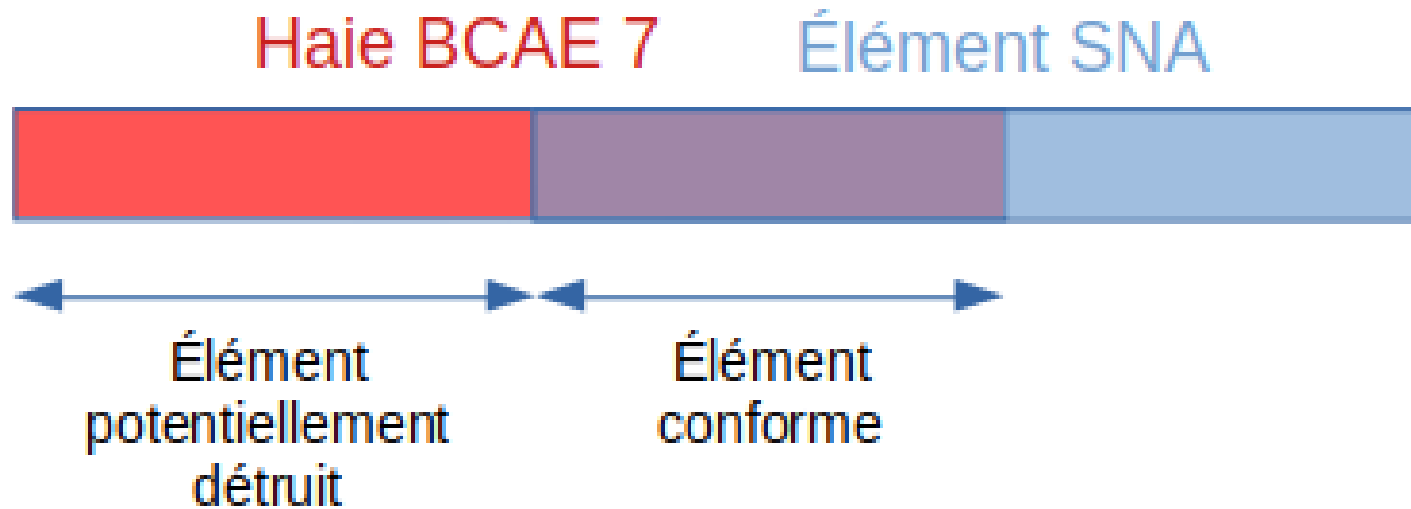 Haie BCAE 7
Élément SNA
Élément
potentiellement
détruit
Élément
conforme